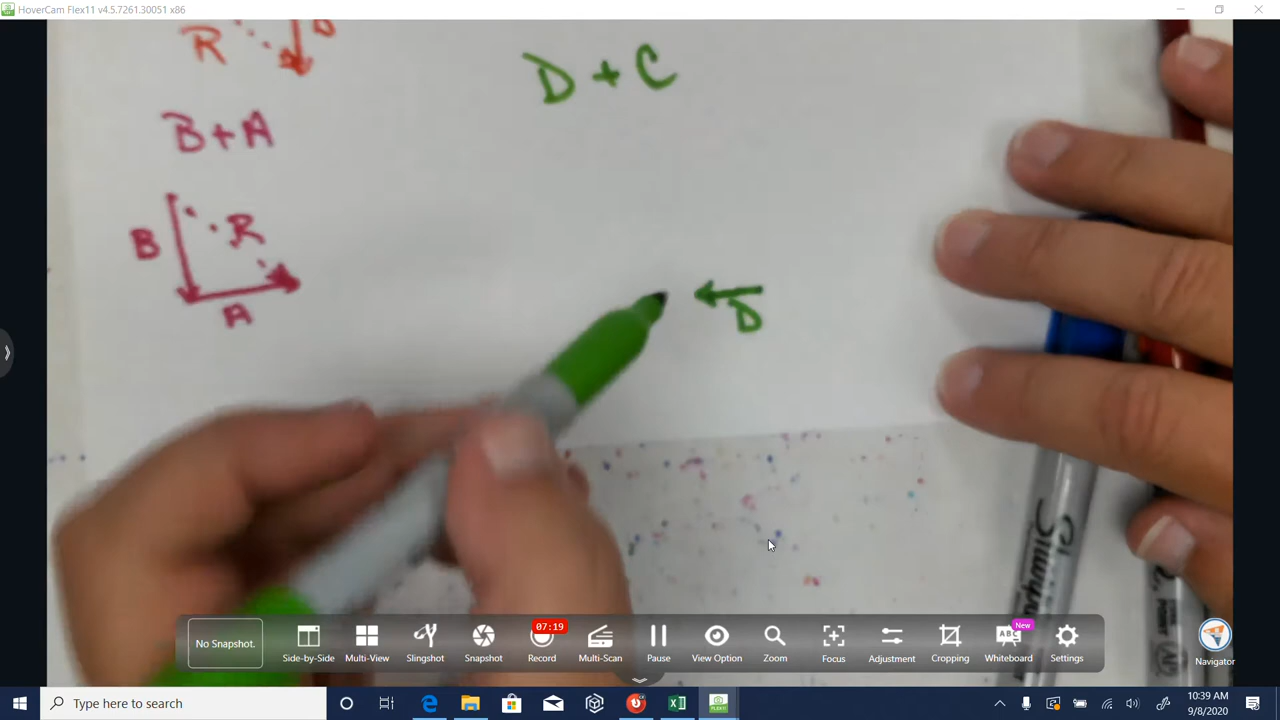 HoverCam Flex11 v4.5.7261.30051 x86
R
D + C
B+A
B
R
A
D
Sharpie
No Snapshot.
Side-by-Side
Multi-View
Slingshot
Snapshot
07:19
Record
Multi-Scan
Pause
View Option
Zoom
Focus
Adjustment
Cropping
New
ABC
Whiteboard
Settings
Navigator
Type here to search
10:39 AM
9/8/2020